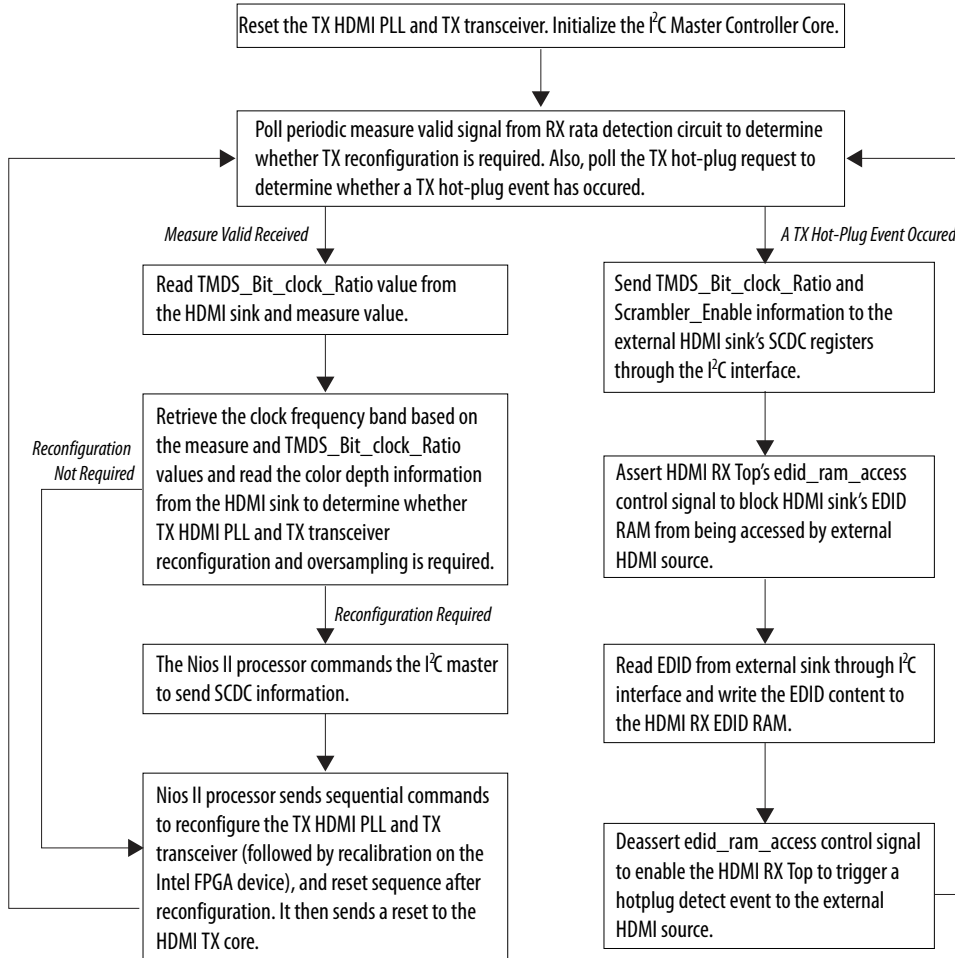 Reset the TX HDMI PLL and TX transceiver. Initialize the I²C Master Controller Core.
Poll periodic measure valid signal from RX rata detection circuit to determine
whether TX reconfiguration is required. Also, poll the TX hot-plug request to
determine whether a TX hot-plug event has occured.
Measure Valid Received
A TX Hot-Plug Event Occured
Read TMDS_Bit_clock_Ratio value from
the HDMI sink and measure value.
Retrieve the clock frequency band based on
the measure and TMDS_Bit_clock_Ratio
values and read the color depth information
from the HDMI sink to determine whether
TX HDMI PLL and TX transceiver
reconfiguration and oversampling is required.
Reconfiguration
Not Required
Reconfiguration Required
The Nios II processor commands the I²C master
to send SCDC information.
Nios II processor sends sequential commands
to reconfigure the TX HDMI PLL and TX
transceiver (followed by recalibration on the
Intel FPGA device), and reset sequence after
reconfiguration. It then sends a reset to the
HDMI TX core.
Send TMDS_Bit_clock_Ratio and
Scrambler_Enable information to the
external HDMI sink's SCDC registers
through the I²C interface.
Assert HDMI RX Top's edid_ram_access
control signal to block HDMI sink's EDID
RAM from being accessed by external
HDMI source.
Read EDID from external sink through I²C
interface and write the EDID content to
the HDMI RX EDID RAM.
Deassert edid_ram_access control signal
to enable the HDMI RX Top to trigger a
hotplug detect event to the external
HDMI source.